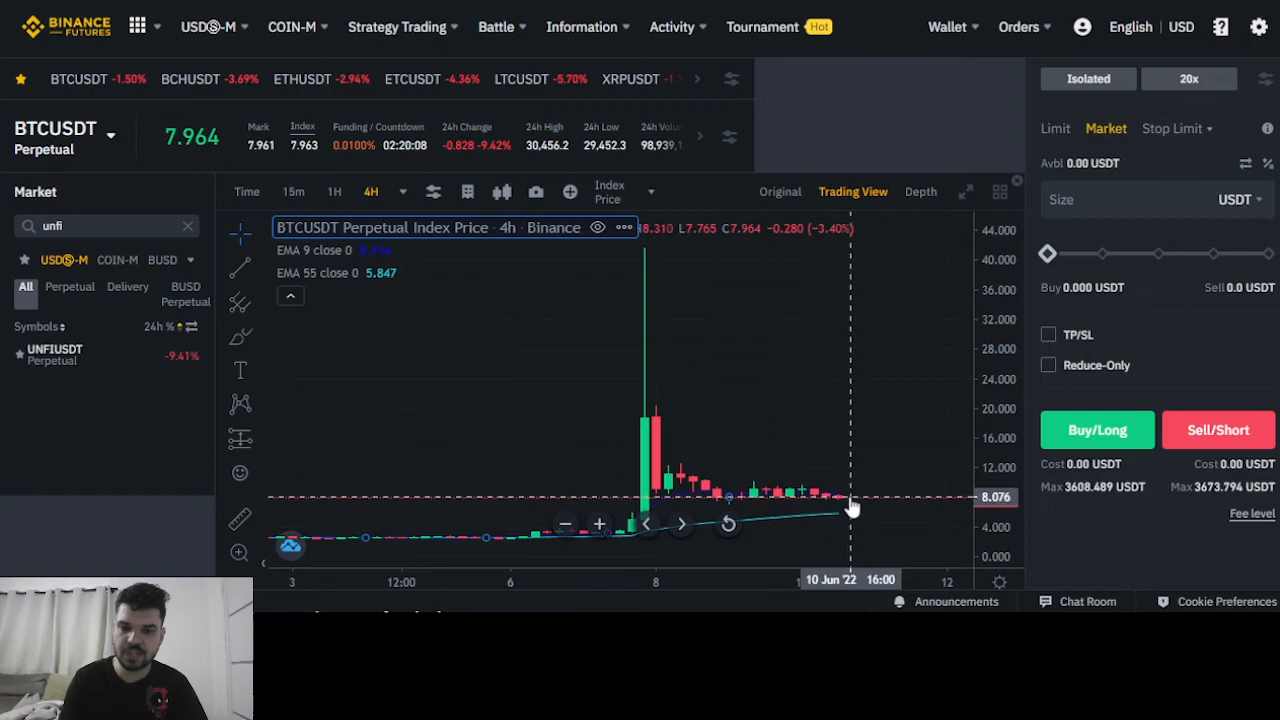 BINANCE
FUTURES
USDⓈ-M
COIN-M
Strategy Trading
Battle
Information
Activity
Tournament
Hot
Wallet
Orders
English
USD
BTCUSDT -1.50%
BCHUSDT -3.69%
ETHUSDT -2.94%
ETCUSDT -4.36%
LTCUSDT -5.70%
XRPUSDT
Isolated
20x
BTCUSDT
Perpetual
7.964
Mark
7.961
Index
7.963
Funding / Countdown
0.0100% 02:20:08
24h Change
-0.828 -9.42%
24h High
30,456.2
24h Low
29,452.3
24h Volu
98,939,1
Limit
Market
Stop Limit
Avbl 0.00 USDT
Size
USDT
Buy 0.000 USDT
Sell 0.0 USDT
TP/SL
Reduce-Only
Buy/Long
Sell/Short
Cost 0.00 USDT
Cost 0.00 USDT
Max 3608.489 USDT
Max 3673.794 USDT
Fee level
Market
unfi
USDⓈ-M
COIN-M
BUSD
All
Perpetual
Delivery
BUSD
Perpetual
Symbols
24h %
UNFIUSDT
Perpetual
-9.41%
Time
15m
1H
4H
Index
Price
Original
Trading View
Depth
BTCUSDT Perpetual Index Price · 4h · Binance
8.310 L7.765 C7.964 -0.280 (-3.40%)
EMA 9 close 0
EMA 55 close 0 5.847
44.000
40.000
36.000
32.000
28.000
24.000
20.000
16.000
12.000
8.076
4.000
0.000
3
12:00
6
8
10 Jun '22 16:00
12
Announcements
Chat Room
Cookie Preferences